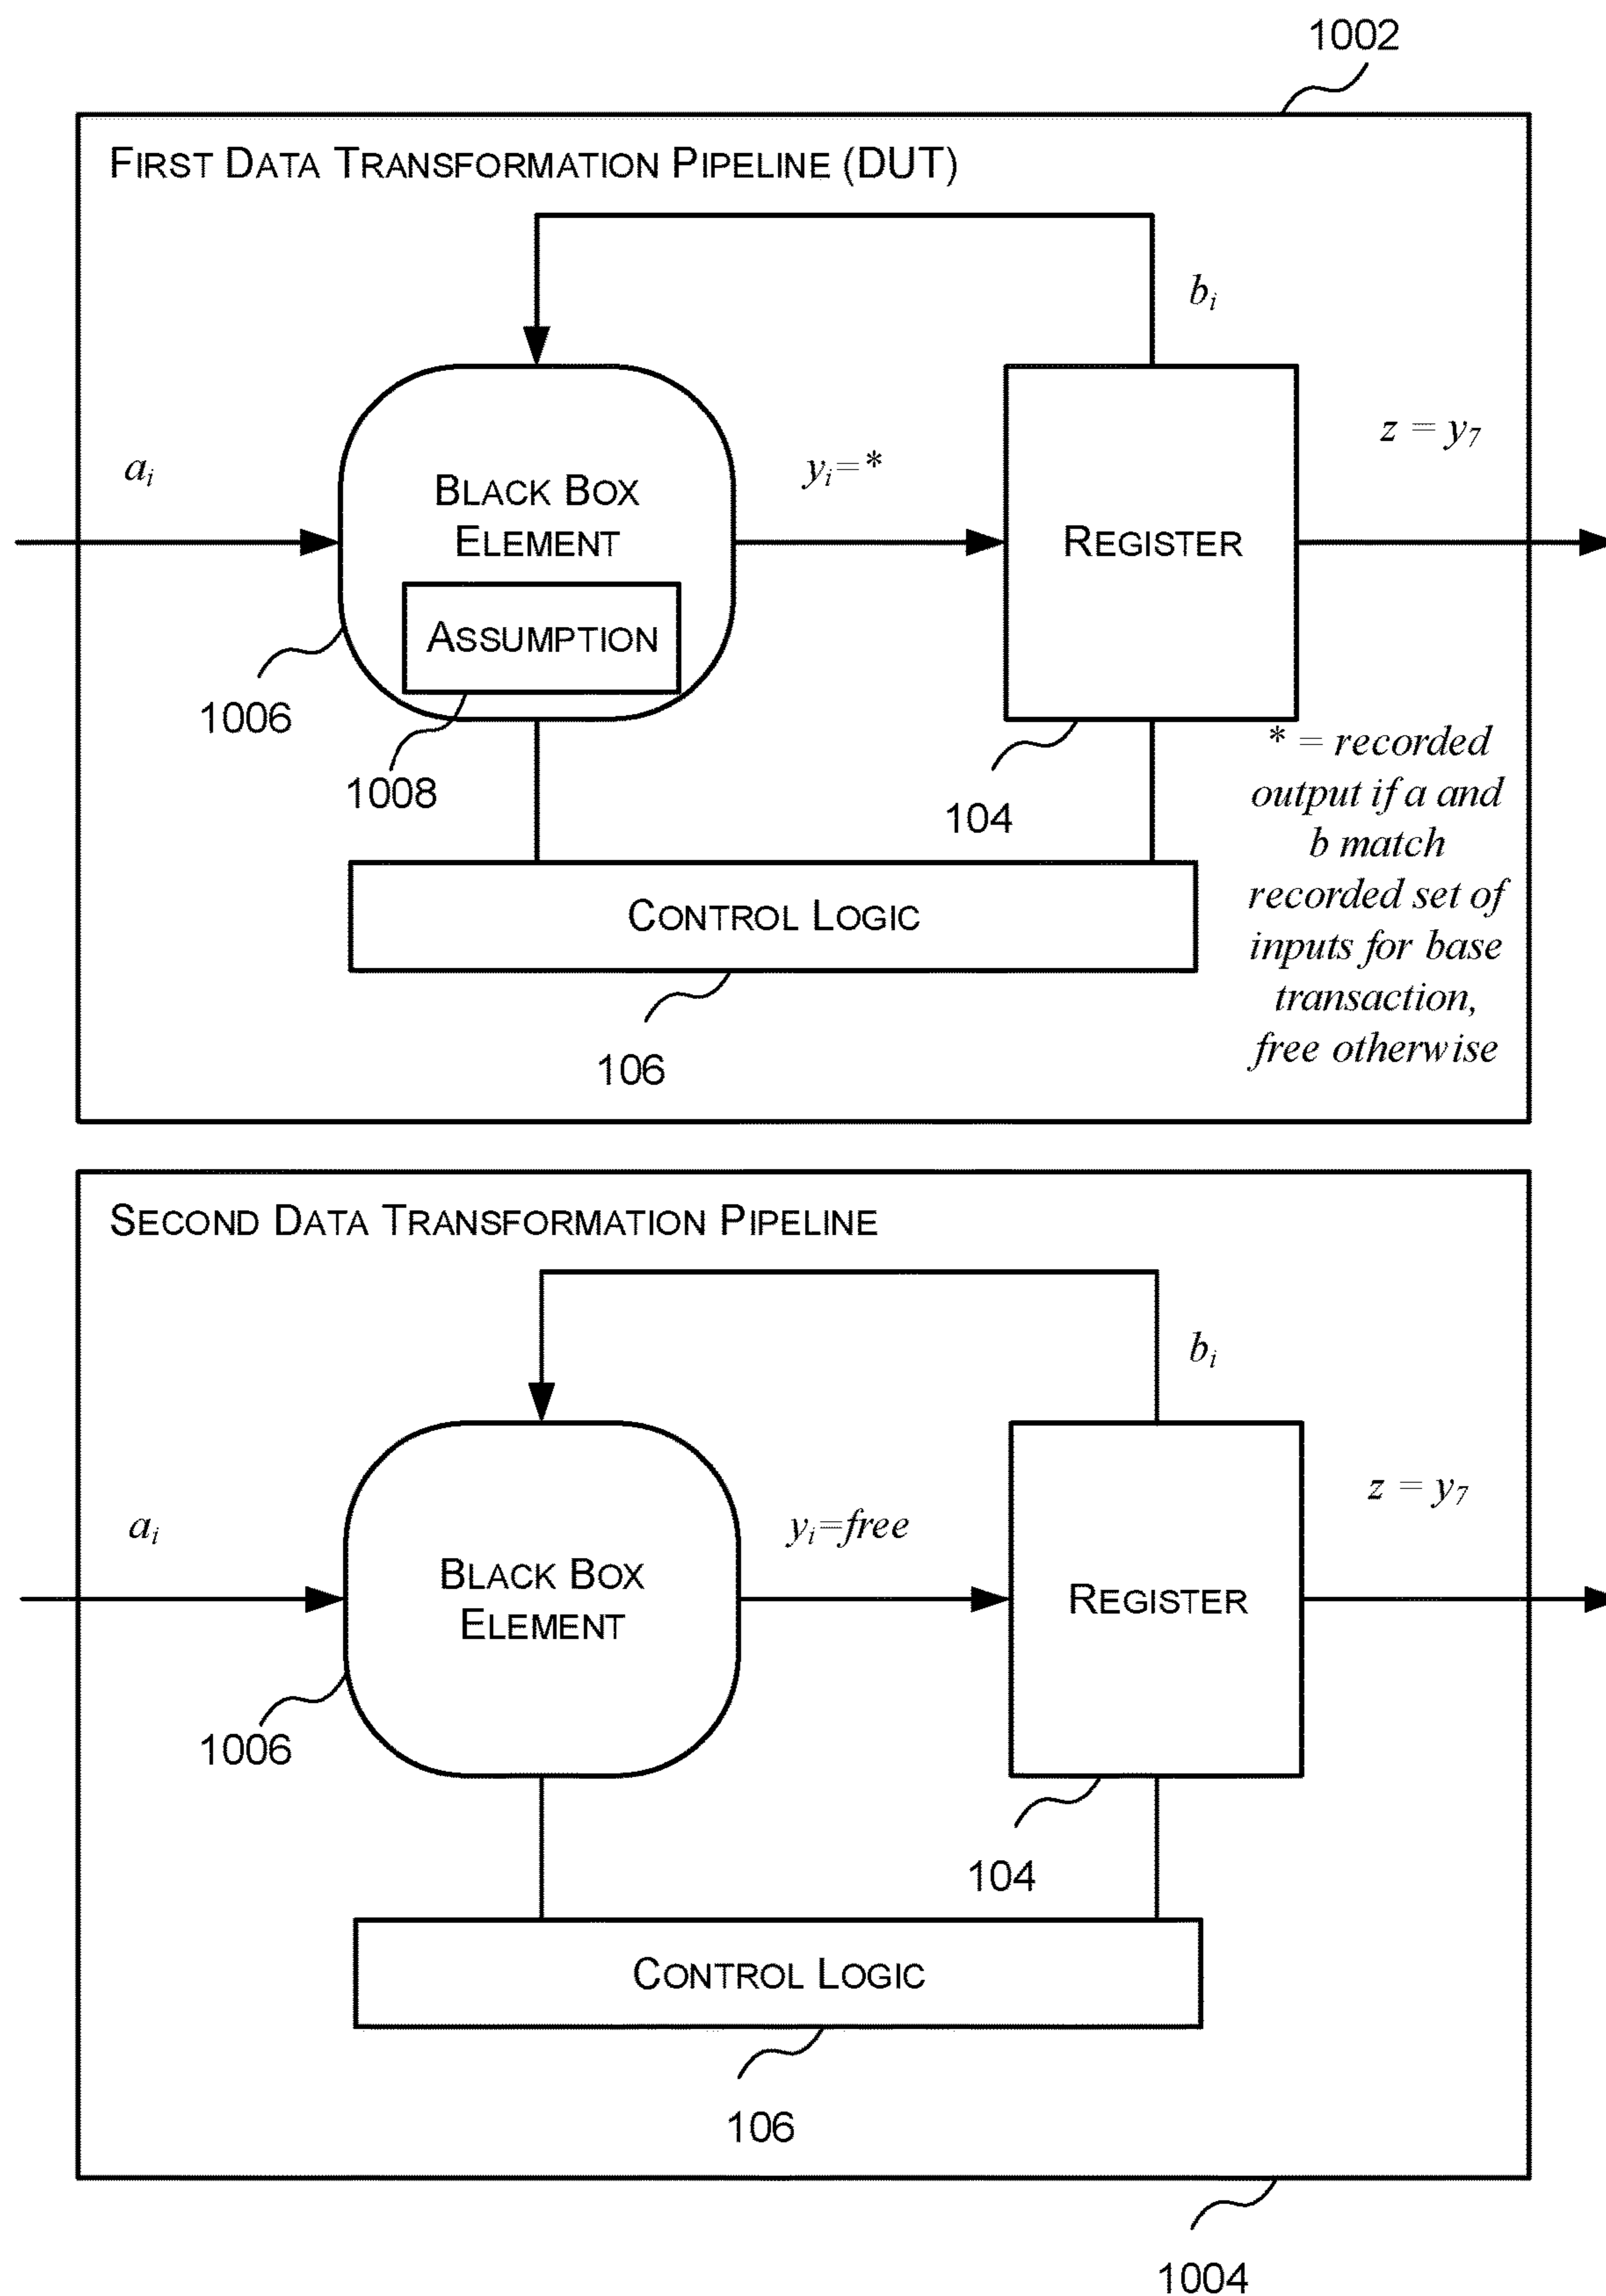 1002
FIRST DATA TRANSFORMATION PIPELINE (DUT)
bᵢ
z = y₇
aᵢ
yᵢ=*
BLACK BOX
ELEMENT
REGISTER
ASSUMPTION
1006
1008
104
* = recorded
output if a and
b match
recorded set of
inputs for base
transaction,
free otherwise
CONTROL LOGIC
106
SECOND DATA TRANSFORMATION PIPELINE
bᵢ
z = y₇
aᵢ
yᵢ=free
BLACK BOX
ELEMENT
REGISTER
1006
104
CONTROL LOGIC
106
1004